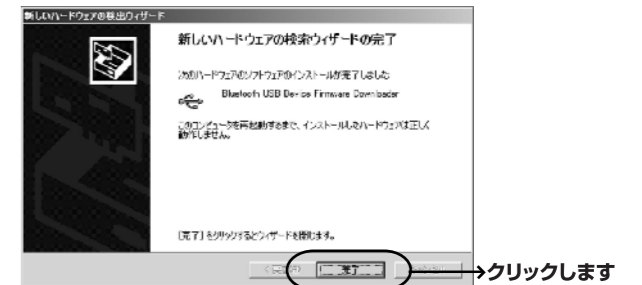 新しいハードウェアの検出ウィザード
新しいハードウェアの検索ウィザードの完了
次のハードウェアのソフトウェアのインストールが完了しました
Bluetooth USB Device Firmware Downloader
このコンピュータを再起動するまで、インストールしたハードウェアは正しく
動作しません。
[完了] をクリックするとウィザードを閉じます。
完了
クリックします